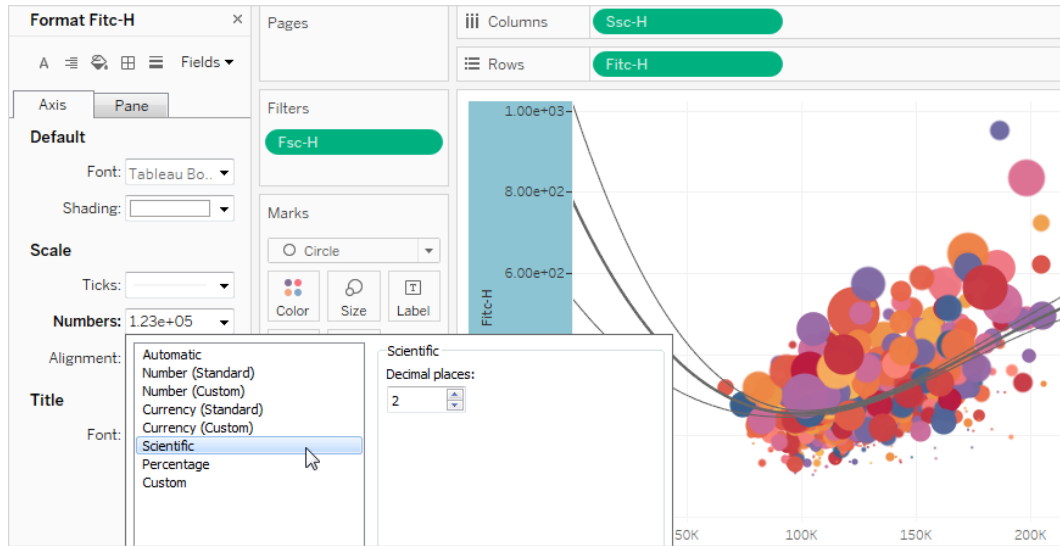 Format Fitc-H ×
A Fields
Axis Pane
Default
Font: Tableau Bo..
Shading:
Scale
Ticks:
Numbers: 1.23e+05
Alignment:
Title
Font:
Automatic
Number (Standard)
Number (Custom)
Currency (Standard)
Currency (Custom)
Scientific
Percentage
Custom
Scientific
Decimal places:
2
Pages
Filters
Fsc-H
Marks
Circle
Color Size Label
T
Columns Ssc-H
Rows Fitc-H
1.00e+03
8.00e+02
6.00e+02
Fitc-H
50K 100K 150K 200K